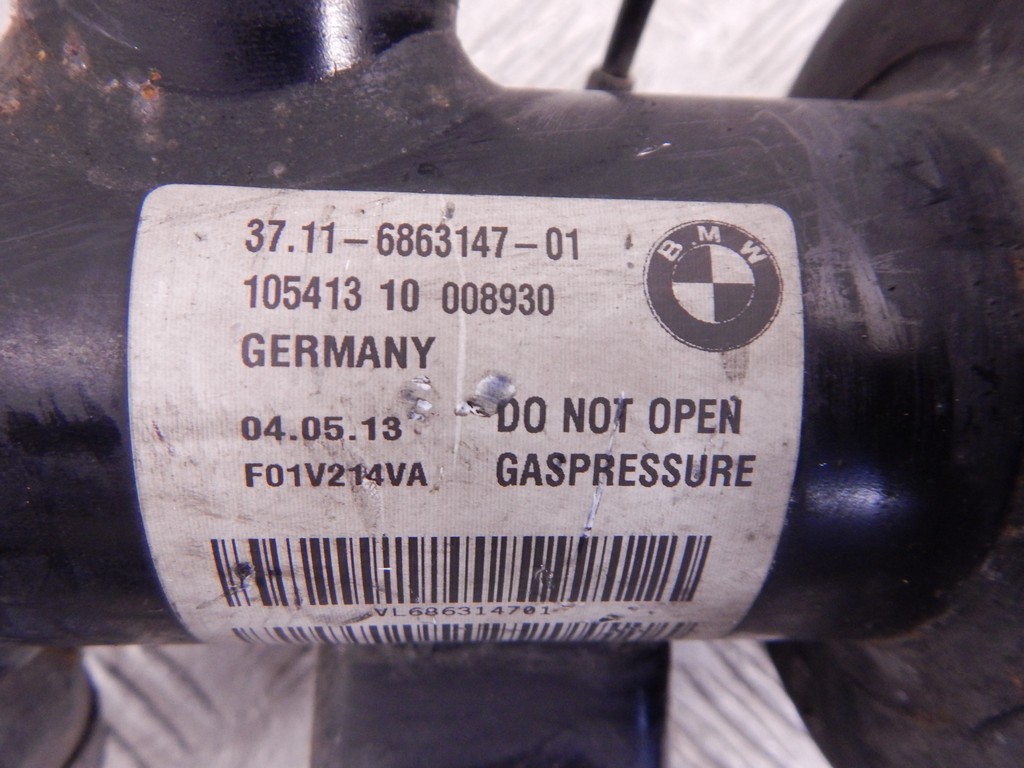 37.11-6863147-01
BMW
105413 10 008930
GERMANY
04.05.13
DO NOT OPEN
F01V214VA
GASPRESSURE
VL686314701